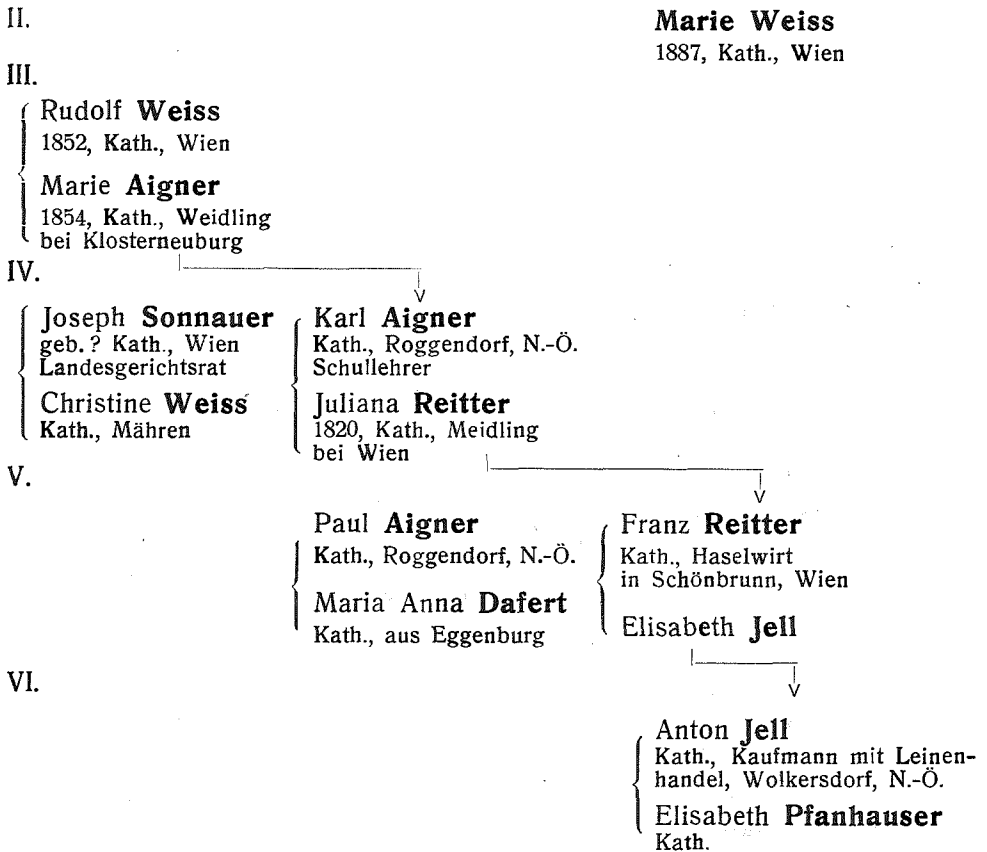 II.
Marie Weiss
1887, Kath., Wien
III.
Rudolf Weiss
1852, Kath., Wien
Marie Aigner
1854, Kath., Weidling
bei Klosterneuburg
IV.
Joseph Sonnauer
geb. ? Kath., Wien
Landesgerichtsrat
Christine Weiss
Kath., Mähren
Karl Aigner
Kath., Roggendorf, N.-Ö.
Schullehrer
Juliana Reitter
1820, Kath., Meidling
bei Wien
V.
Paul Aigner
Kath., Roggendorf, N.-Ö.
Maria Anna Dafert
Kath., aus Eggenburg
Franz Reitter
Kath., Haselwirt
in Schönbrunn, Wien
Elisabeth Jell
VI.
Anton Jell
Kath., Kaufmann mit Leinen-
handel, Wolkersdorf, N.-Ö.
Elisabeth Pfanhauser
Kath.